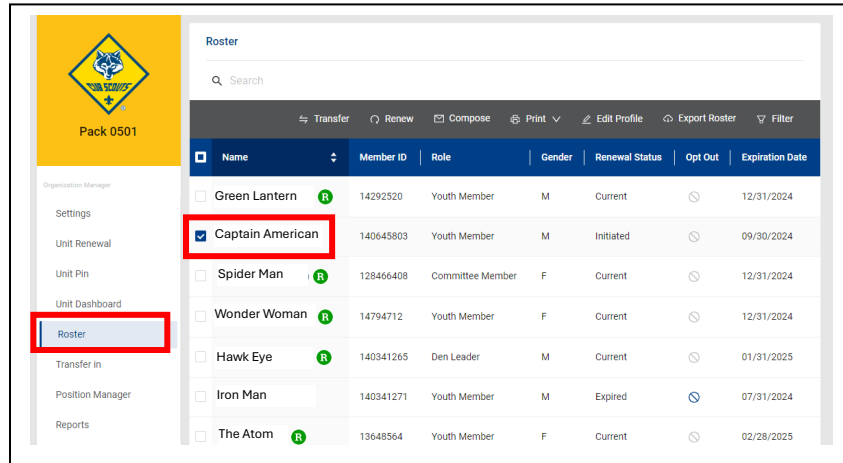 CUB SCOUTS
Pack 0501
Organization Manager
Settings
Unit Renewal
Unit Pin
Unit Dashboard
Roster
Transfer in
Position Manager
Reports
Roster
Search
Transfer Renew Compose Print Edit Profile Export Roster Filter
Name Member ID Role Gender Renewal Status Opt Out Expiration Date
Green Lantern R 14292520 Youth Member M Current 12/31/2024
Captain American 140645803 Youth Member M Initiated 09/30/2024
Spider Man R 128466408 Committee Member F Current 12/31/2024
Wonder Woman R 14794712 Youth Member F Current 12/31/2024
Hawk Eye R 140341265 Den Leader M Current 01/31/2025
Iron Man 140341271 Youth Member M Expired 07/31/2024
The Atom R 13648564 Youth Member F Current 02/28/2025